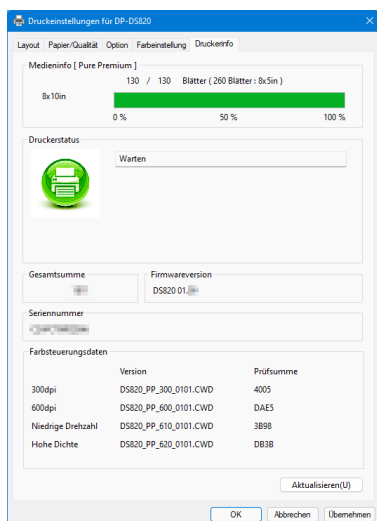 Druckeinstellungen für DP-DS820
Layout Papier/Qualität Option Farbeinstellung Druckerinfo
Medieninfo [ Pure Premium ]
130 / 130 Blätter ( 260 Blätter : 8x5in )
8x10in
0 % 50 % 100 %
Druckerstatus
Warten
Gesamtsumme Firmwareversion
DS820 01.
Seriennummer
Farbsteuerungsdaten
Version Prüfsumme
300dpi DS820_PP_300_0101.CWD 4005
600dpi DS820_PP_600_0101.CWD DAE5
Niedrige Drehzahl DS820_PP_610_0101.CWD 3B98
Hohe Dichte DS820_PP_620_0101.CWD DB3B
Aktualisieren(U)
OK Abbrechen Übernehmen